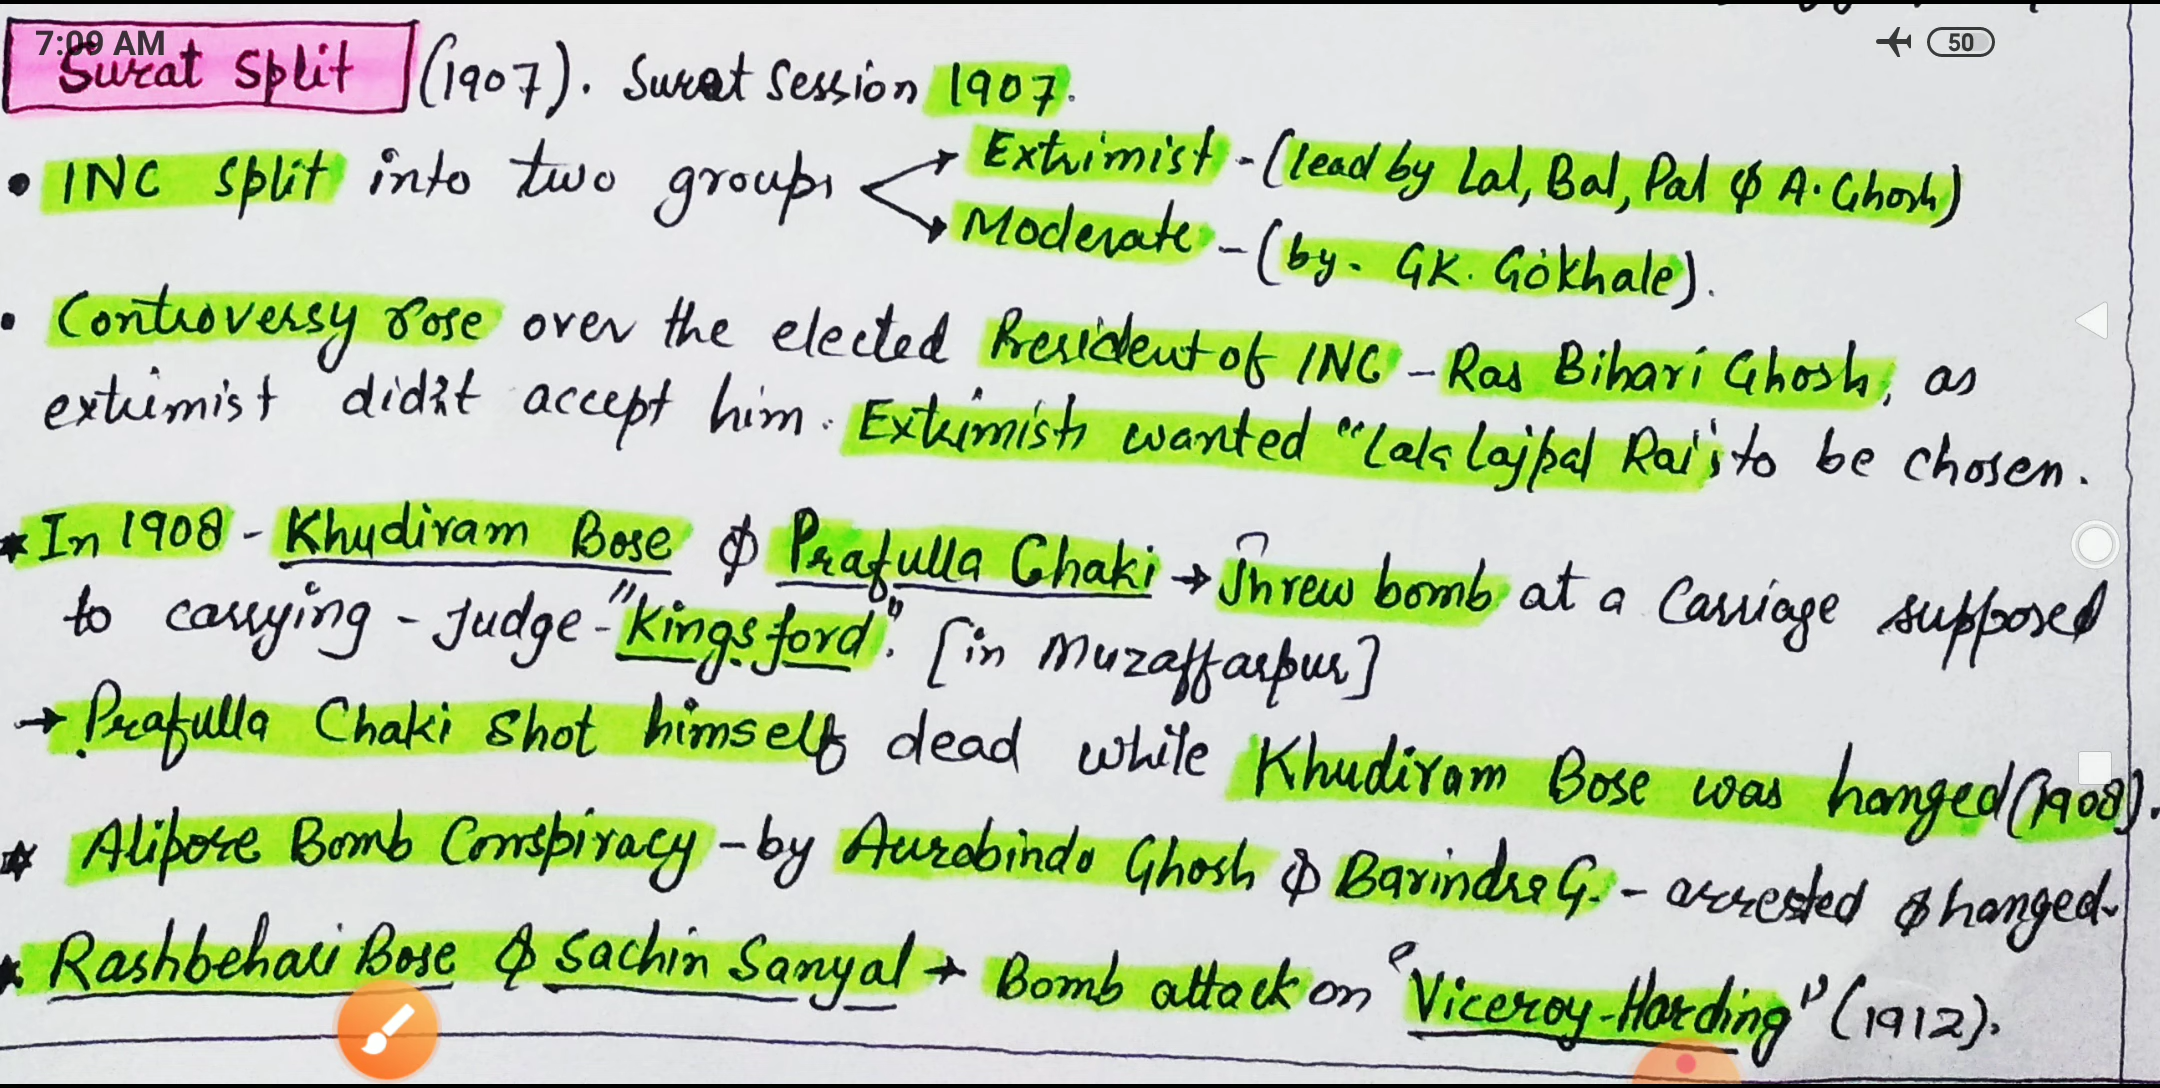 7:09 AM
50
Surat Split (1907). Surat Session 1907.
• INC Split into two groups
Extrimist - (lead by Lal, Bal, Pal & A. Ghosh)
Moderate - (by. GK. Gokhale).
• Controversy rose over the elected President of INC - Ras Bihari Ghosh, as
extrimist didn't accept him. Extrimists wanted "Lala Lajpal Rai" to be chosen.
* In 1908 - Khudiram Bose & Prafulla Chaki → Threw bomb at a Carriage supposed
to carrying - Judge - "Kingsford". [in Muzaffarpur]
→ Prafulla Chaki Shot himself dead while Khudiram Bose was hanged (1908).
* Alipore Bomb Conspiracy - by Aurobindo Ghosh & Barindra G. - arrested & hanged.
* Rashbehari Bose & Sachin Sanyal → Bomb attack on "Viceroy-Harding" (1912).